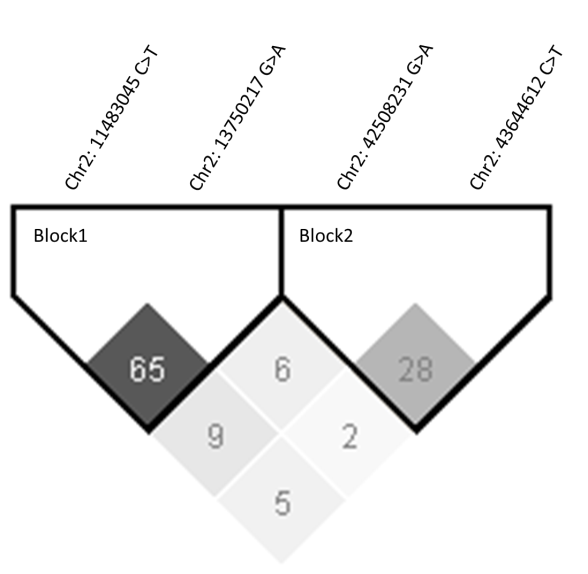 Chr2: 11483045 C>T
Chr2: 13750217 G>A
Chr2: 42508231 G>A
Chr2: 43644612 C>T
Block1
Block2
65
6
28
9
2
5